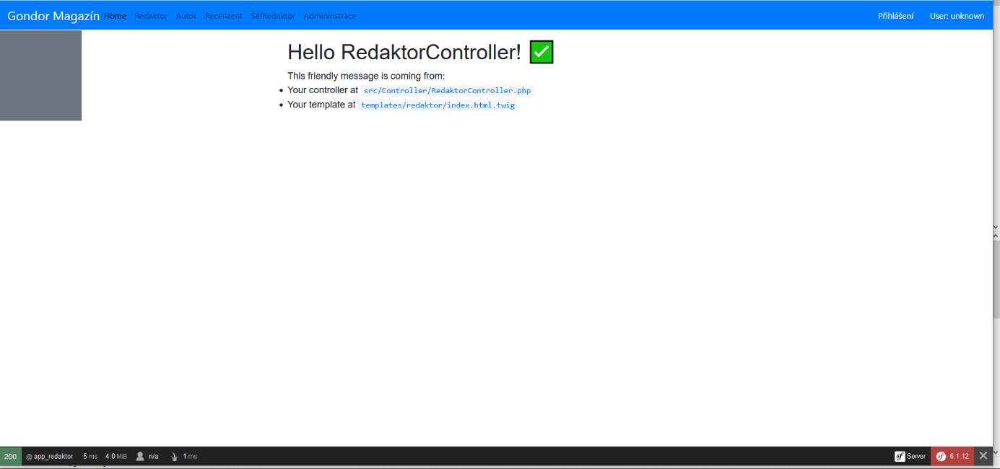 Gondor Magazín Home Redaktor Autor Recenzent ŠéfRedaktor Admininstrace Přihlášení User: unknown
Hello RedaktorController! ✅
This friendly message is coming from:
• Your controller at src/Controller/RedaktorController.php
• Your template at templates/redaktor/index.html.twig
200 @ app_redaktor 5 ms 4.0 MiB n/a 1 ms Server 6.1.12